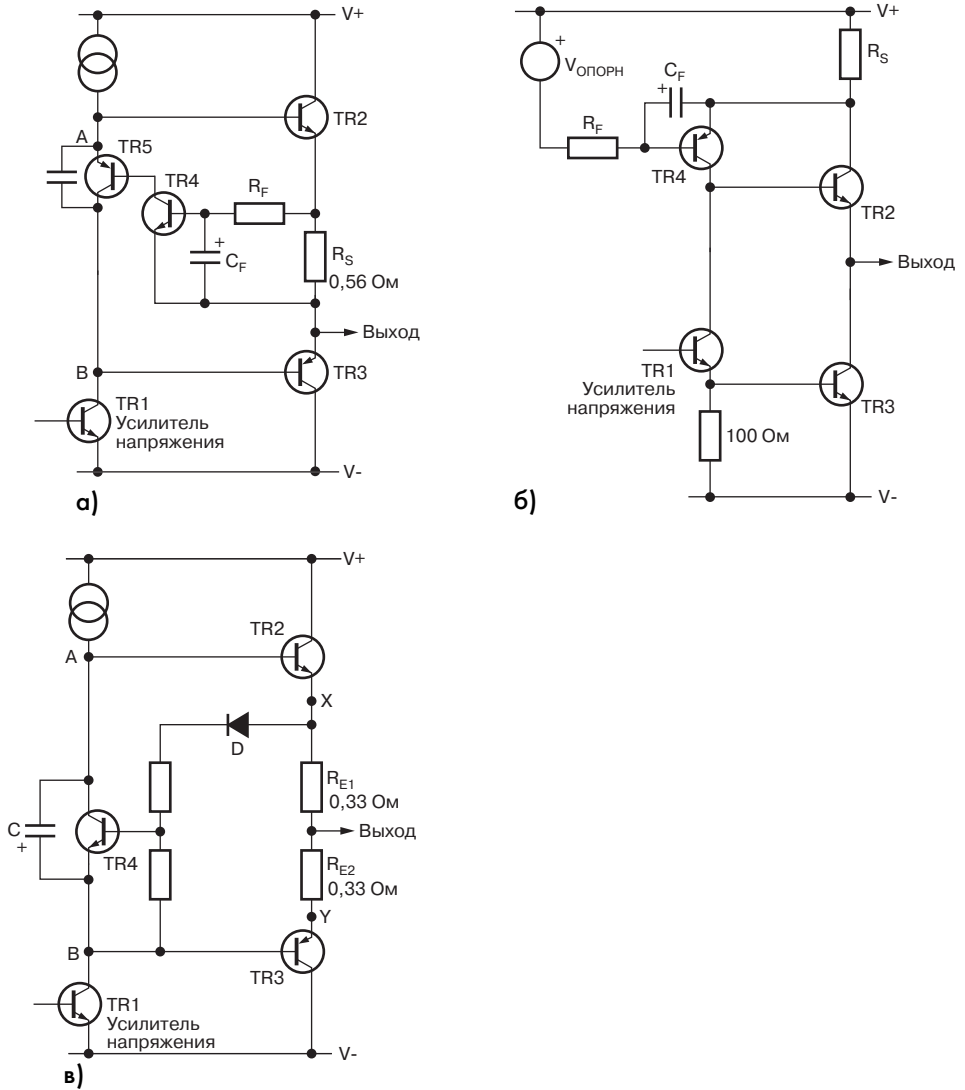 V+
A
TR5
TR4
TR2
R_F
+
C_F
R_S
0,56 Ом
Выход
B
TR3
TR1
Усилитель
напряжения
V-
а)
V+
+
V_ОПОРН
R_S
C_F
+
R_F
TR4
TR2
Выход
TR1
Усилитель
напряжения
TR3
100 Ом
V-
б)
V+
TR2
A
X
D
R_E1
0,33 Ом
C
+
TR4
Выход
R_E2
0,33 Ом
Y
B
TR3
TR1
Усилитель
напряжения
V-
в)